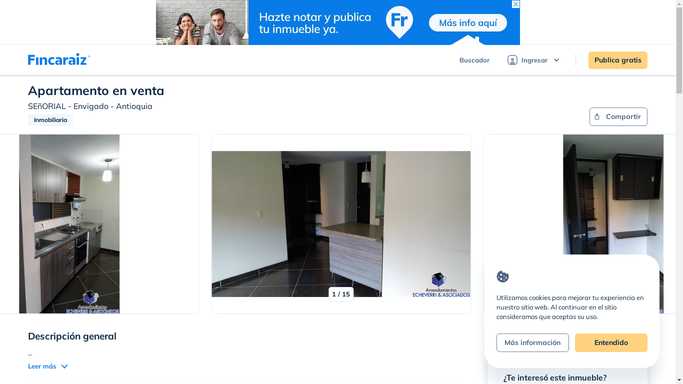 Hazte notar y publica
tu inmueble ya.
Fr
Más info aquí
Fincaraiz
Buscador
Ingresar
Publica gratis
Apartamento en venta
SEñORIAL - Envigado - Antioquia
Inmobiliaria
Compartir
Arrendamientos
ECHEVERRI & ASOCIADOS
1 / 15
Arrendamientos
ECHEVERRI & ASOCIADOS
Utilizamos cookies para mejorar tu experiencia en
nuestro sitio web. Al continuar en el sitio
consideramos que aceptas su uso.
Más información
Entendido
Descripción general
–
Leer más
¿Te interesó este inmueble?